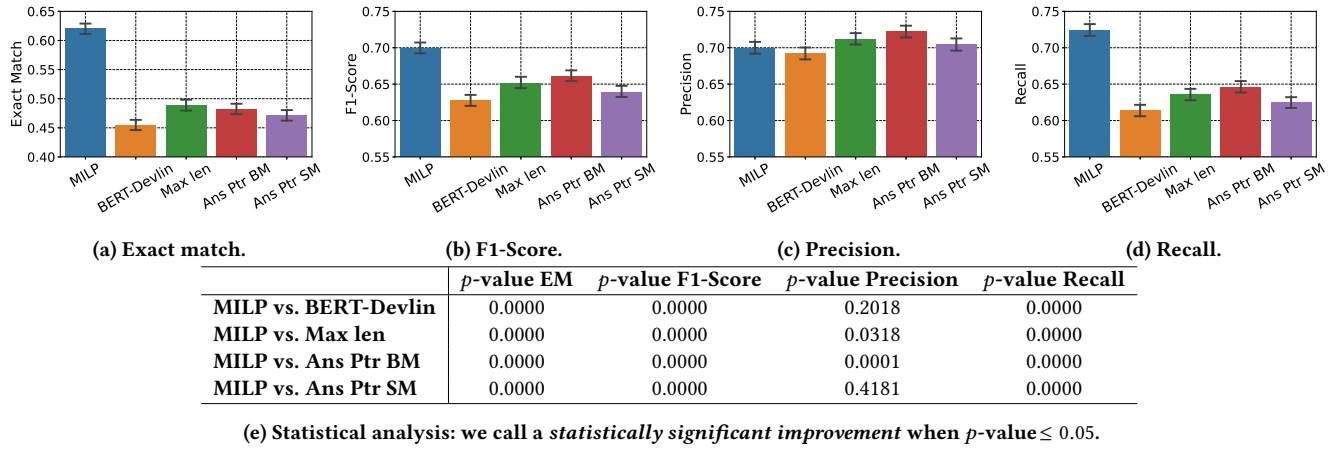 Exact Match
0.65
0.60
0.55
0.50
0.45
0.40
MILP
BERT-Devlin
Max len
Ans Ptr BM
Ans Ptr SM
F1-Score
0.70
0.65
0.60
0.55
MILP
BERT-Devlin
Max len
Ans Ptr BM
Ans Ptr SM
Precision
0.70
0.65
0.60
0.55
MILP
BERT-Devlin
Max len
Ans Ptr BM
Ans Ptr SM
Recall
0.70
0.65
0.60
0.55
MILP
BERT-Devlin
Max len
Ans Ptr BM
Ans Ptr SM
(a) Exact match. (b) F1-Score. (c) Precision. (d) Recall.
p-value EM p-value F1-Score p-value Precision p-value Recall
MILP vs. BERT-Devlin 0.0000 0.0000 0.2018 0.0000
MILP vs. Max len 0.0000 0.0000 0.0318 0.0000
MILP vs. Ans Ptr BM 0.0000 0.0000 0.0001 0.0000
MILP vs. Ans Ptr SM 0.0000 0.0000 0.4181 0.0000
(e) Statistical analysis: we call a statistically significant improvement when p-value ≤ 0.05.